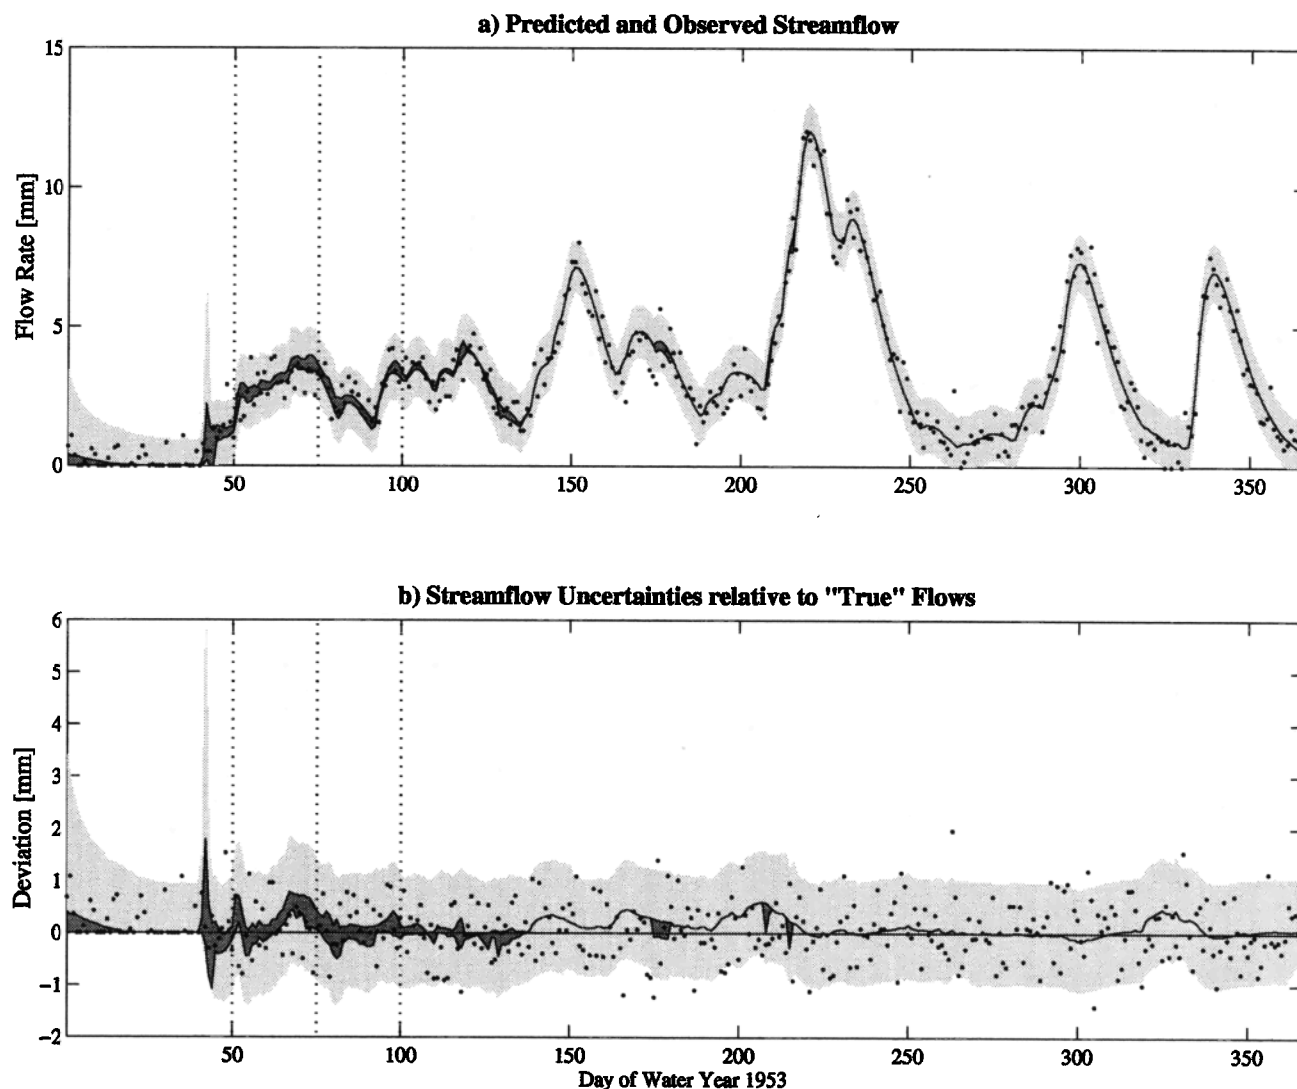 a) Predicted and Observed Streamflow
15
10
5
0
Flow Rate [mm]
50 100 150 200 250 300 350
b) Streamflow Uncertainties relative to "True" Flows
6
5
4
3
2
1
0
−1
−2
Deviation [mm]
50 100 150 200 250 300 350
Day of Water Year 1953